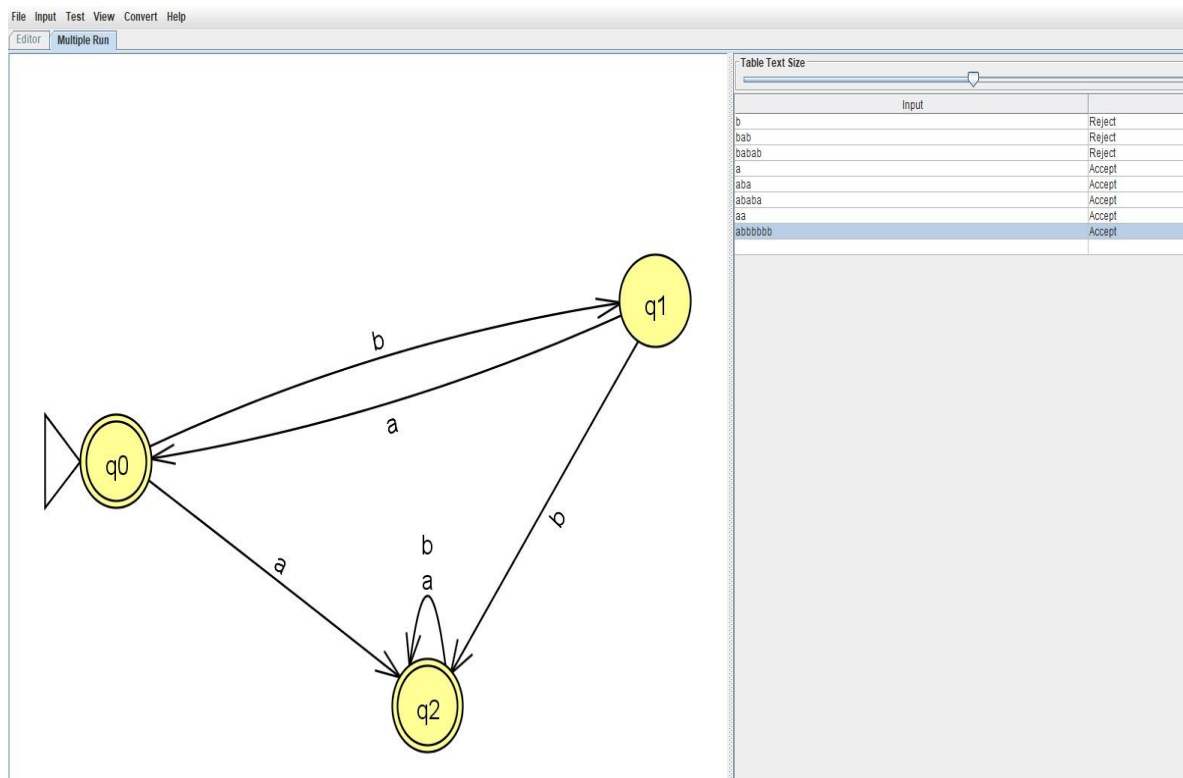 File Input Test View Convert Help
Editor Multiple Run
Table Text Size
Input
b Reject
bab Reject
babab Reject
a Accept
aba Accept
ababa Accept
aa Accept
abbbbbb Accept
q1
b
a
q0
b
a
b
a
q2